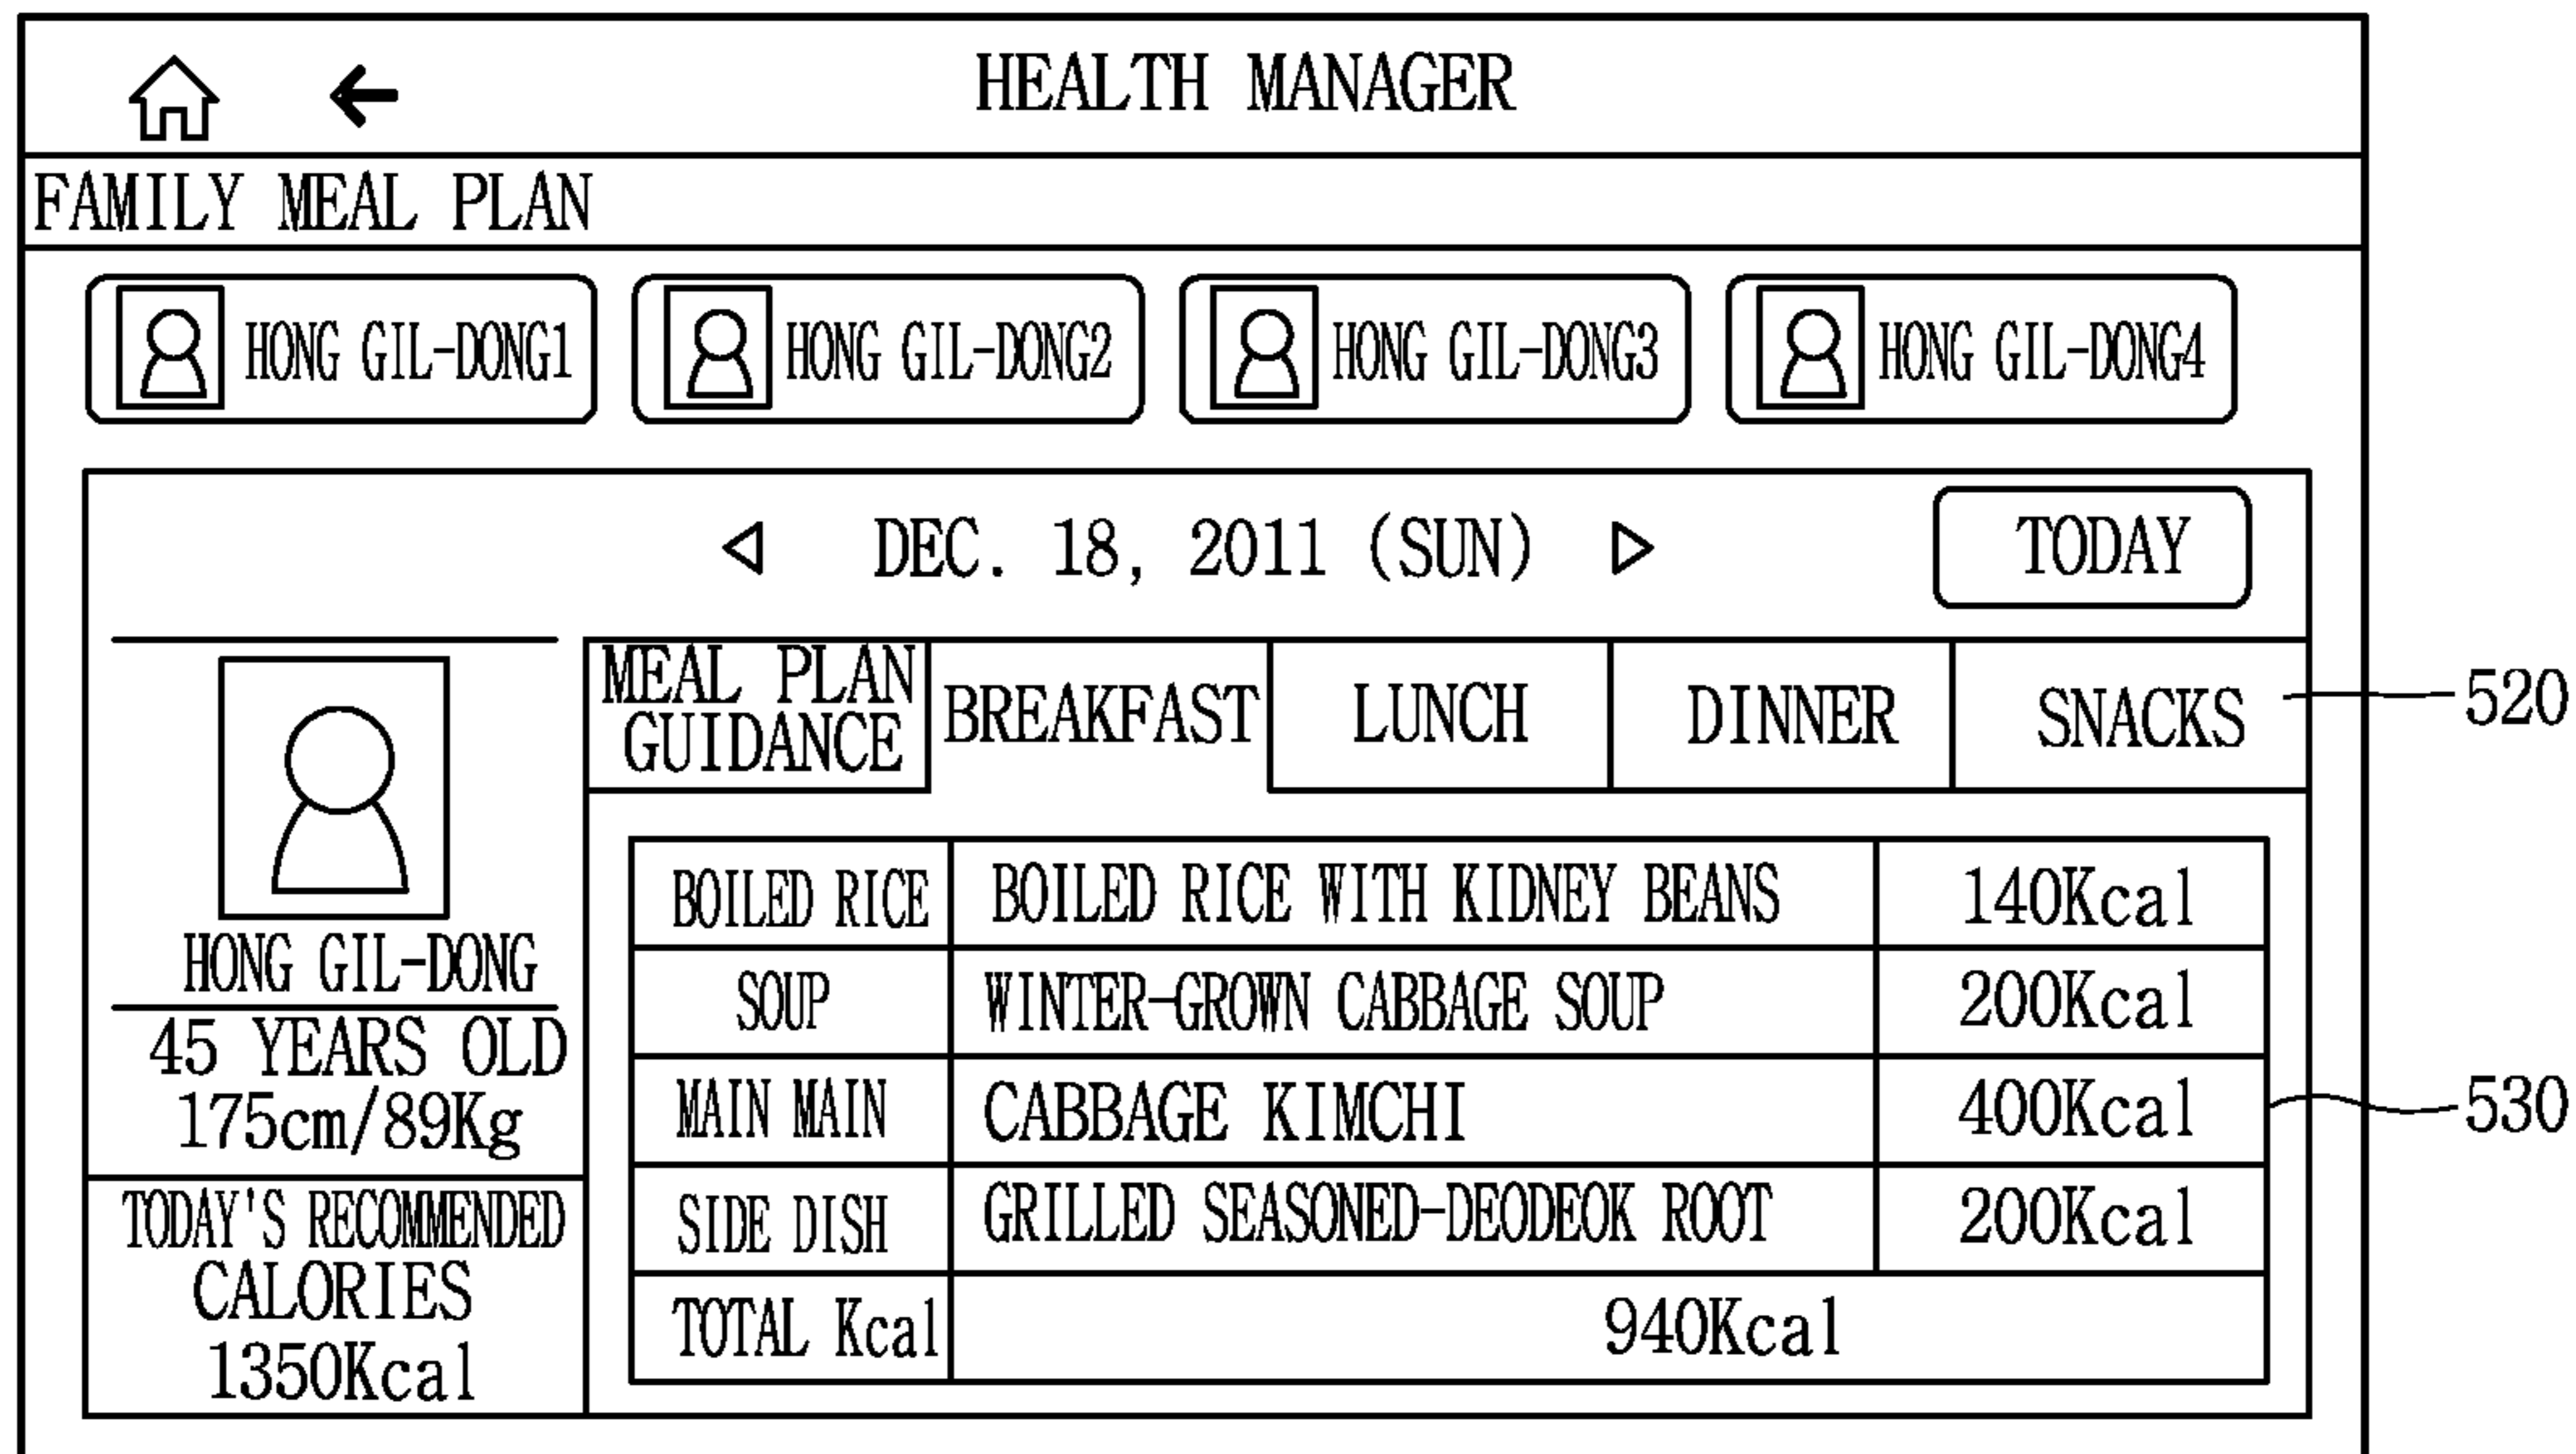 HEALTH MANAGER
FAMILY MEAL PLAN
HONG GIL-DONG1 HONG GIL-DONG2 HONG GIL-DONG3 HONG GIL-DONG4
DEC. 18, 2011 (SUN) TODAY
MEAL PLAN
GUIDANCE
BREAKFAST LUNCH DINNER SNACKS
520
HONG GIL-DONG
45 YEARS OLD
175cm/89Kg
TODAY'S RECOMMENDED
CALORIES
1350Kcal
BOILED RICE BOILED RICE WITH KIDNEY BEANS 140Kcal
SOUP WINTER-GROWN CABBAGE SOUP 200Kcal
MAIN MAIN CABBAGE KIMCHI 400Kcal
530
SIDE DISH GRILLED SEASONED-DEODEOK ROOT 200Kcal
TOTAL Kcal 940Kcal